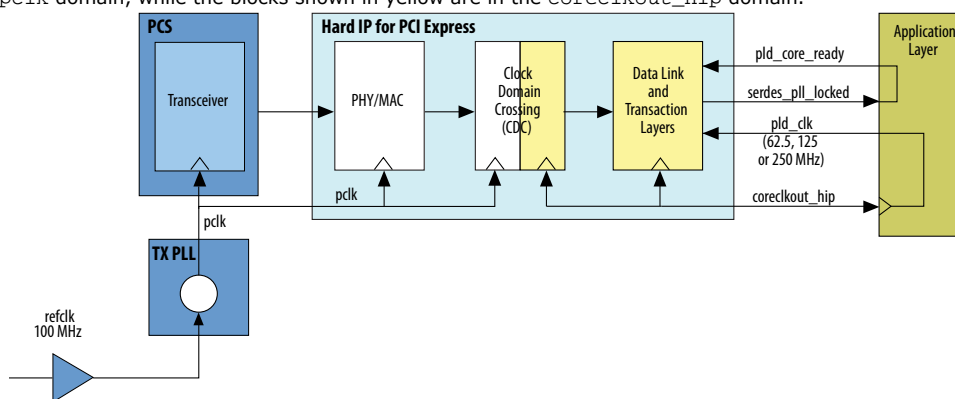 pclk domain, while the blocks shown in yellow are in the coreclkout_hip domain.
PCS
Hard IP for PCI Express
Application
Layer
Transceiver
PHY/MAC
Clock
Domain
Crossing
(CDC)
Data Link
and
Transaction
Layers
pld_core_ready
serdes_pll_locked
pld_clk
(62.5, 125
or 250 MHz)
coreclkout_hip
pclk
pclk
TX PLL
refclk
100 MHz